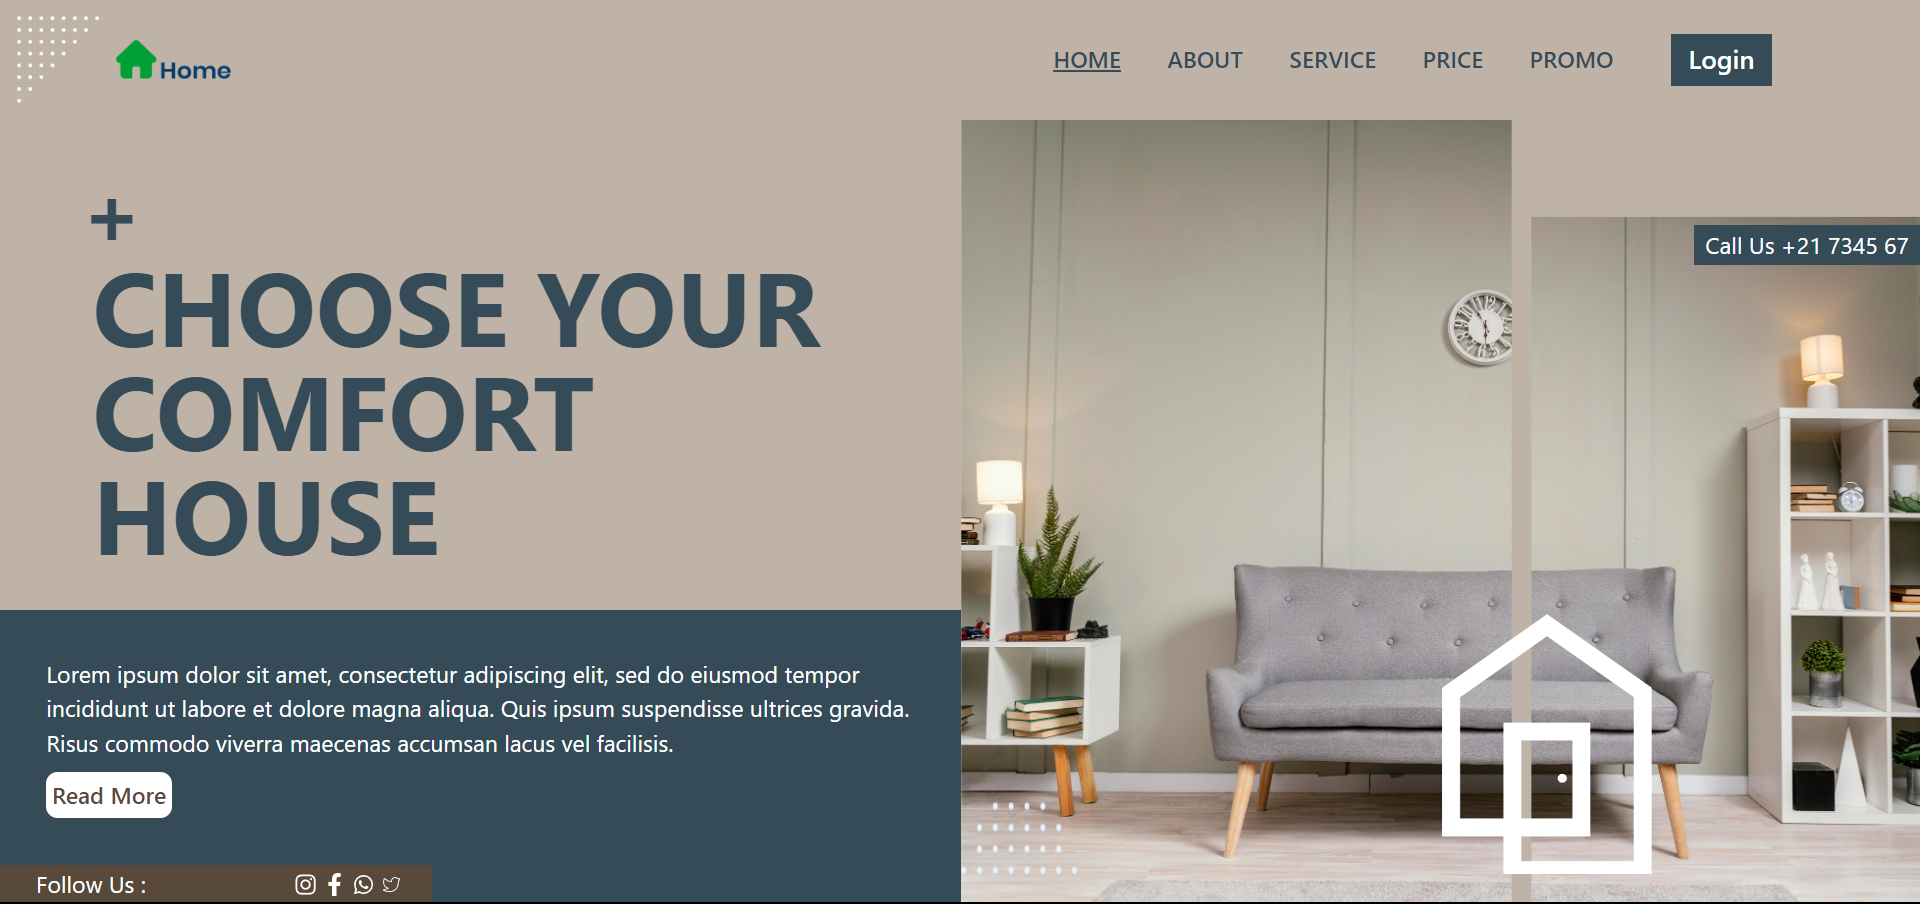 Home
HOME ABOUT SERVICE PRICE PROMO Login
Call Us +21 7345 67
CHOOSE YOUR
COMFORT
HOUSE
Lorem ipsum dolor sit amet, consectetur adipiscing elit, sed do eiusmod tempor
incididunt ut labore et dolore magna aliqua. Quis ipsum suspendisse ultrices gravida.
Risus commodo viverra maecenas accumsan lacus vel facilisis.
Read More
Follow Us :